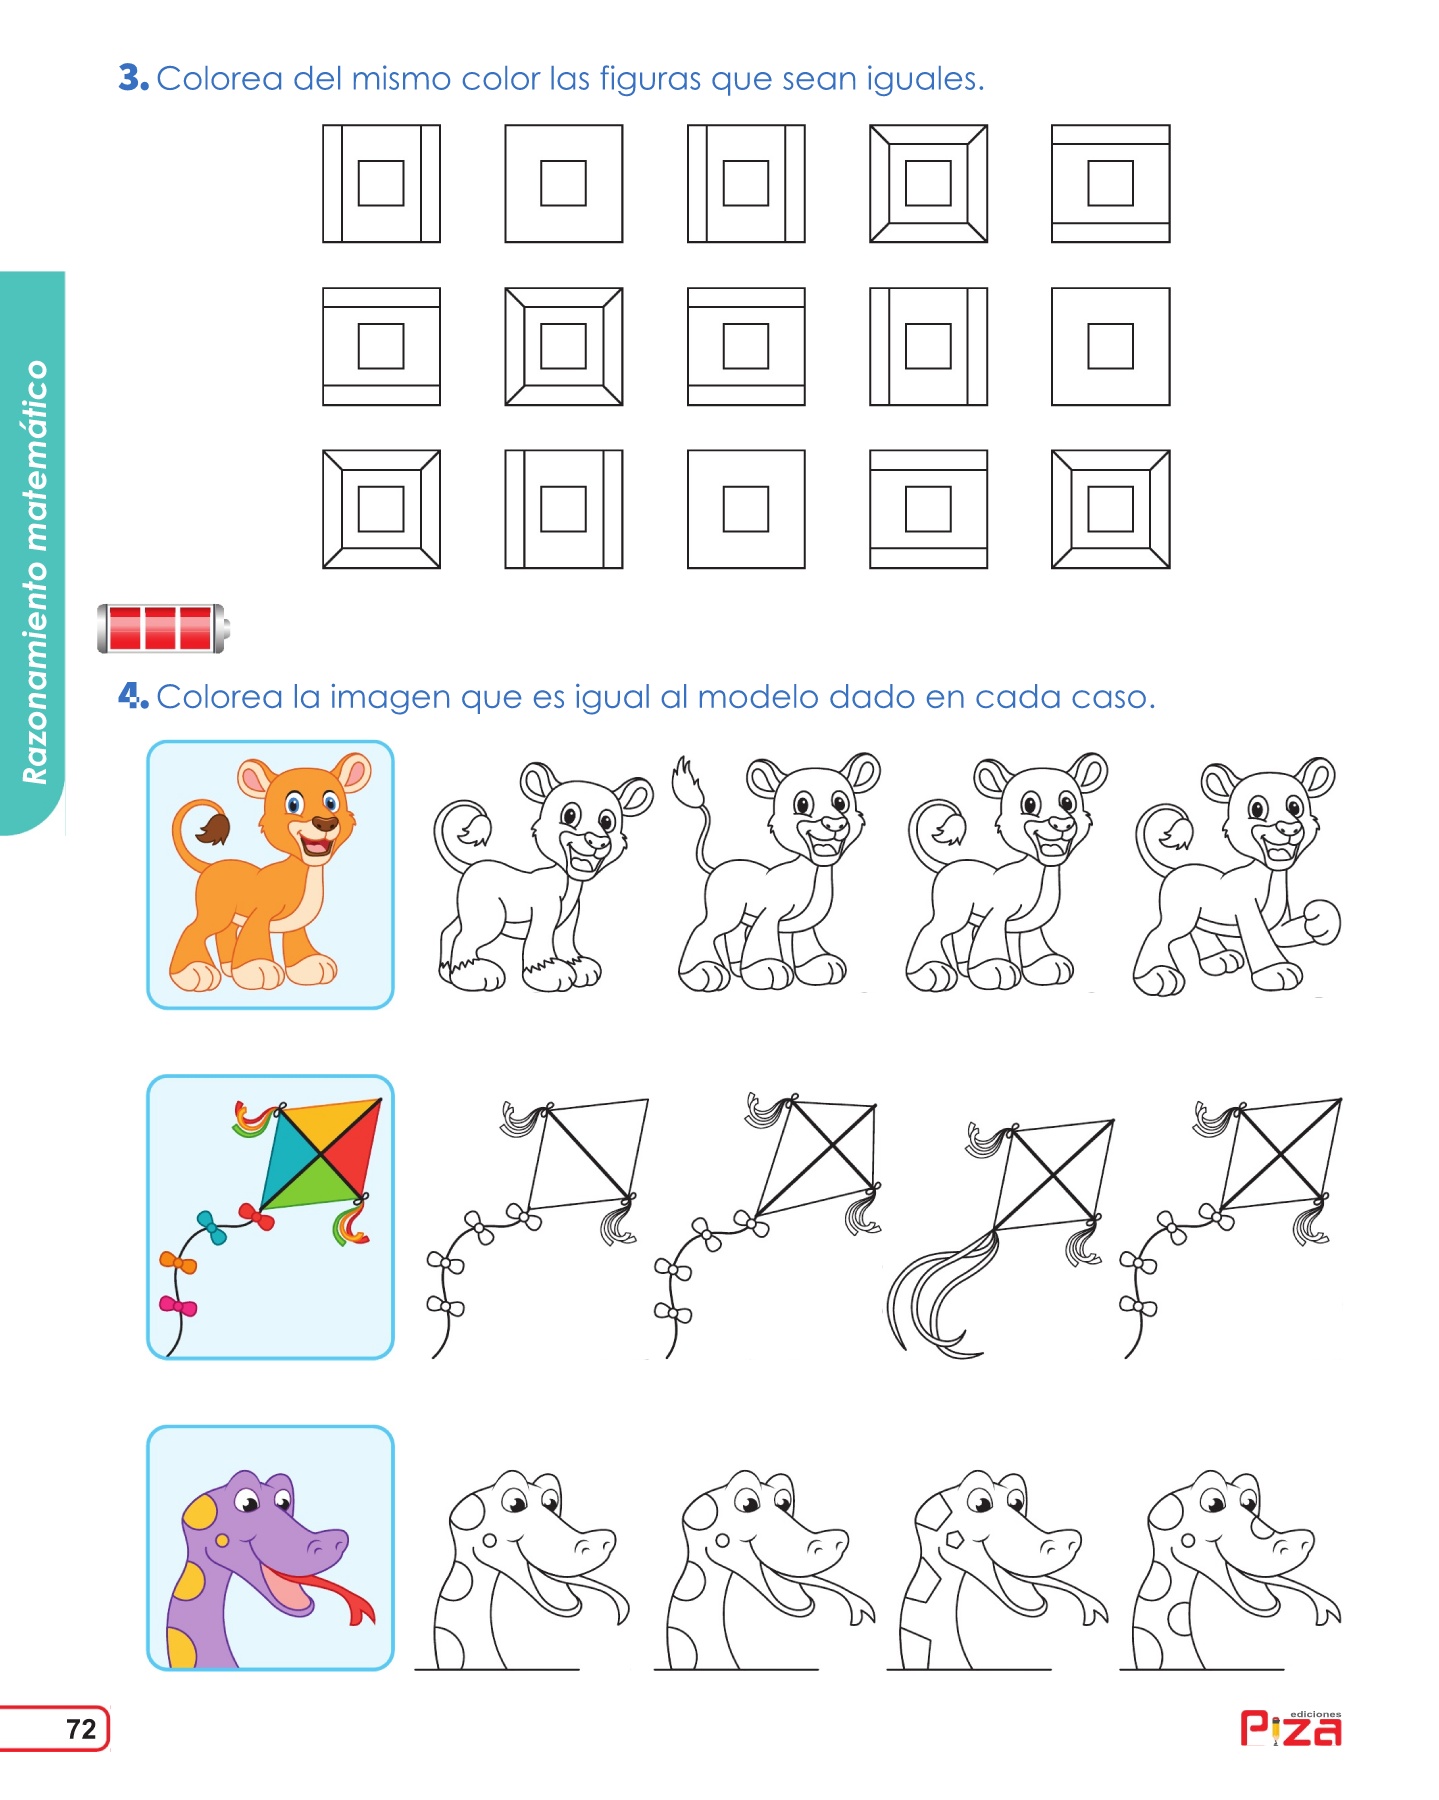 3. Colorea del mismo color las figuras que sean iguales.
Razonamiento matemático
4. Colorea la imagen que es igual al modelo dado en cada caso.
72
ediciones
Piza